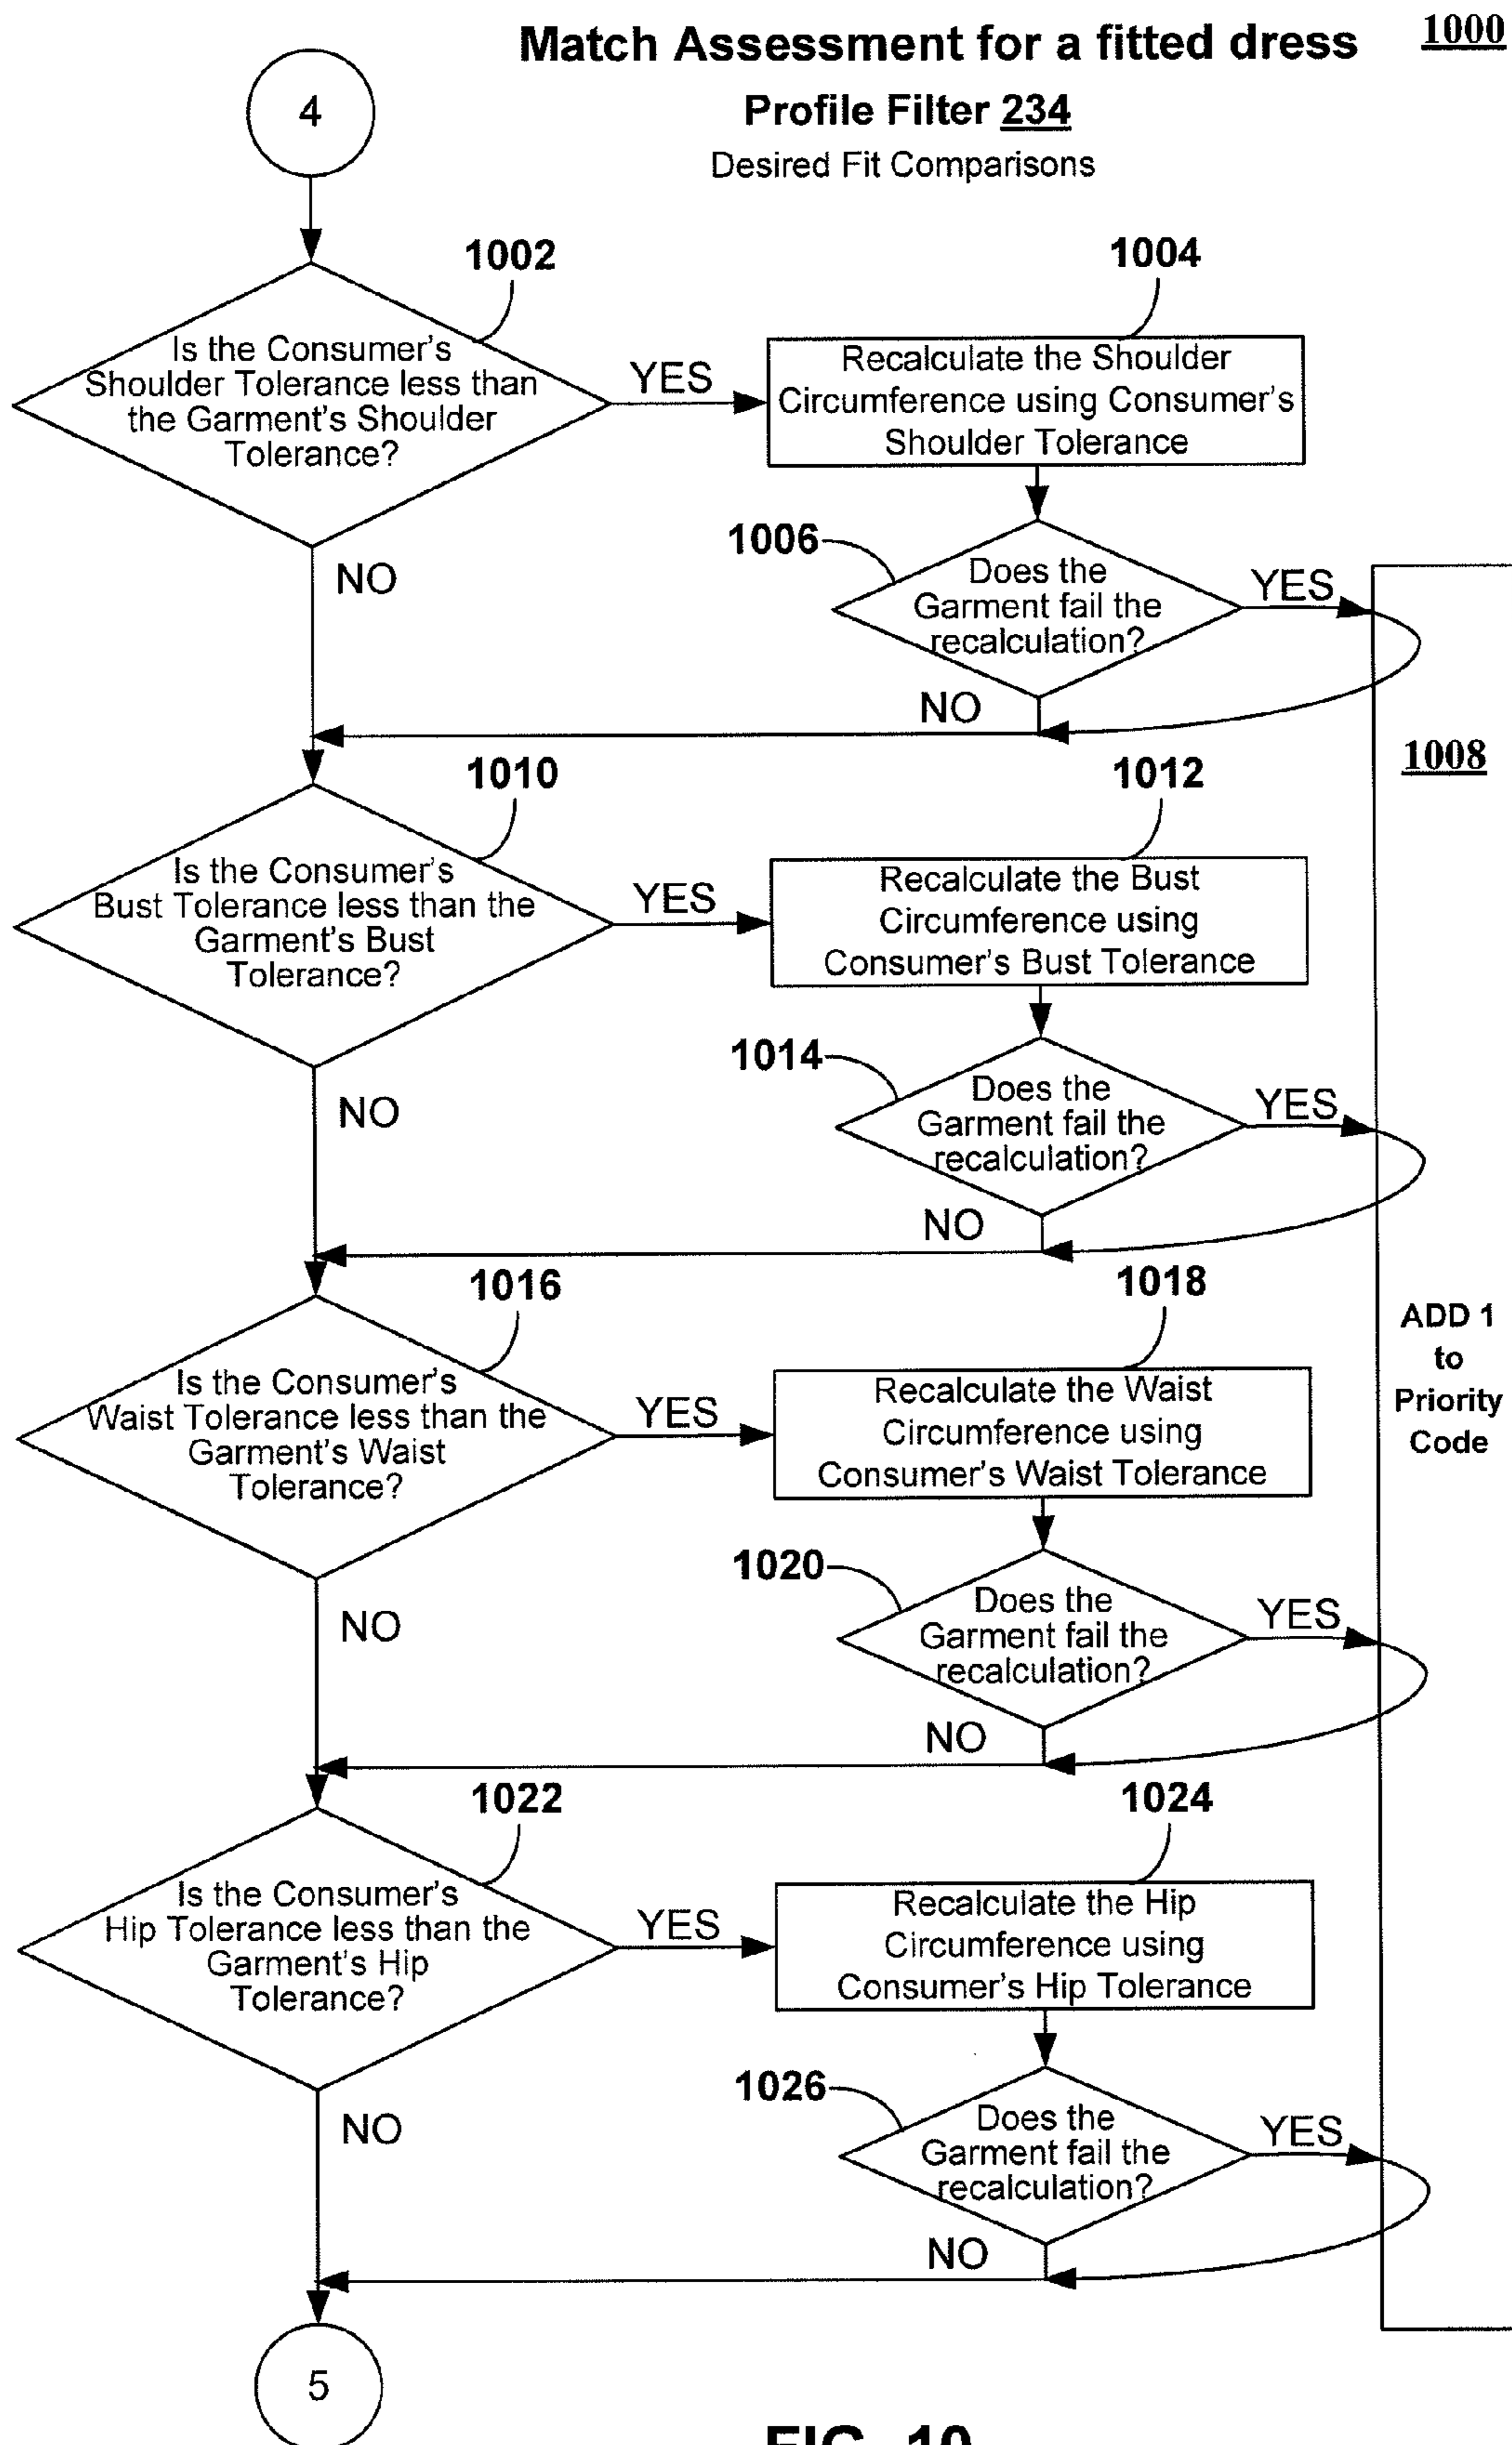 Match Assessment for a fitted dress
1000
Profile Filter 234
Desired Fit Comparisons
4
1002
Is the Consumer's
Shoulder Tolerance less than
the Garment's Shoulder
Tolerance?
YES
1004
Recalculate the Shoulder
Circumference using Consumer's
Shoulder Tolerance
NO
1006
Does the
Garment fail the
recalculation?
YES
NO
1008
1010
Is the Consumer's
Bust Tolerance less than the
Garment's Bust
Tolerance?
YES
1012
Recalculate the Bust
Circumference using
Consumer's Bust Tolerance
NO
1014
Does the
Garment fail the
recalculation?
YES
NO
ADD 1
to
Priority
Code
1016
Is the Consumer's
Waist Tolerance less than the
Garment's Waist
Tolerance?
YES
1018
Recalculate the Waist
Circumference using
Consumer's Waist Tolerance
NO
1020
Does the
Garment fail the
recalculation?
YES
NO
1022
Is the Consumer's
Hip Tolerance less than the
Garment's Hip
Tolerance?
YES
1024
Recalculate the Hip
Circumference using
Consumer's Hip Tolerance
NO
1026
Does the
Garment fail the
recalculation?
YES
NO
5
FIG. 10